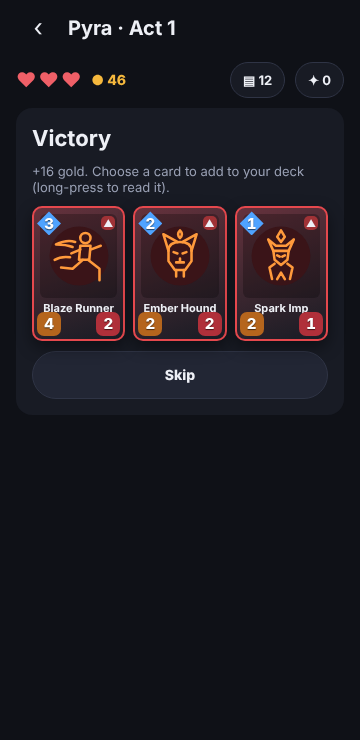 Pyra · Act 1
46
12
0
Victory
+16 gold. Choose a card to add to your deck
(long-press to read it).
3
2
1
Blaze Runner
Ember Hound
Spark Imp
4 2
2 2
2 1
Skip